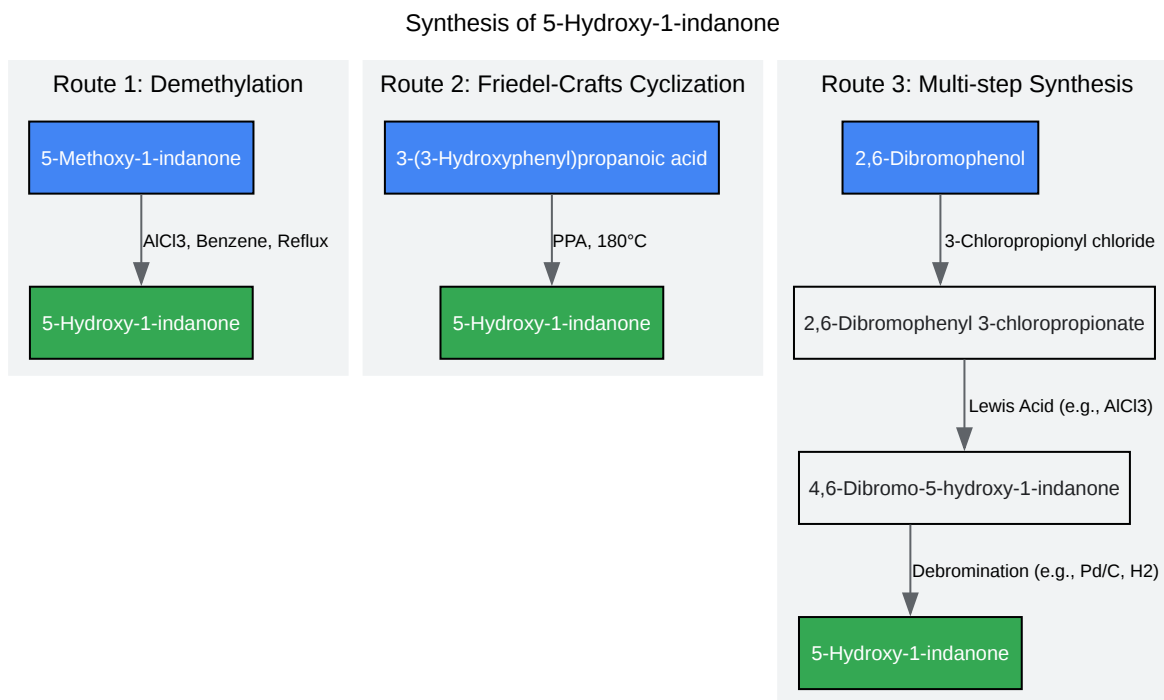 Synthesis of 5-Hydroxy-1-indanone
Route 1: Demethylation
5-Methoxy-1-indanone
AlCl3, Benzene, Reflux
5-Hydroxy-1-indanone
Route 2: Friedel-Crafts Cyclization
3-(3-Hydroxyphenyl)propanoic acid
PPA, 180°C
5-Hydroxy-1-indanone
Route 3: Multi-step Synthesis
2,6-Dibromophenol
3-Chloropropionyl chloride
2,6-Dibromophenyl 3-chloropropionate
Lewis Acid (e.g., AlCl3)
4,6-Dibromo-5-hydroxy-1-indanone
Debromination (e.g., Pd/C, H2)
5-Hydroxy-1-indanone